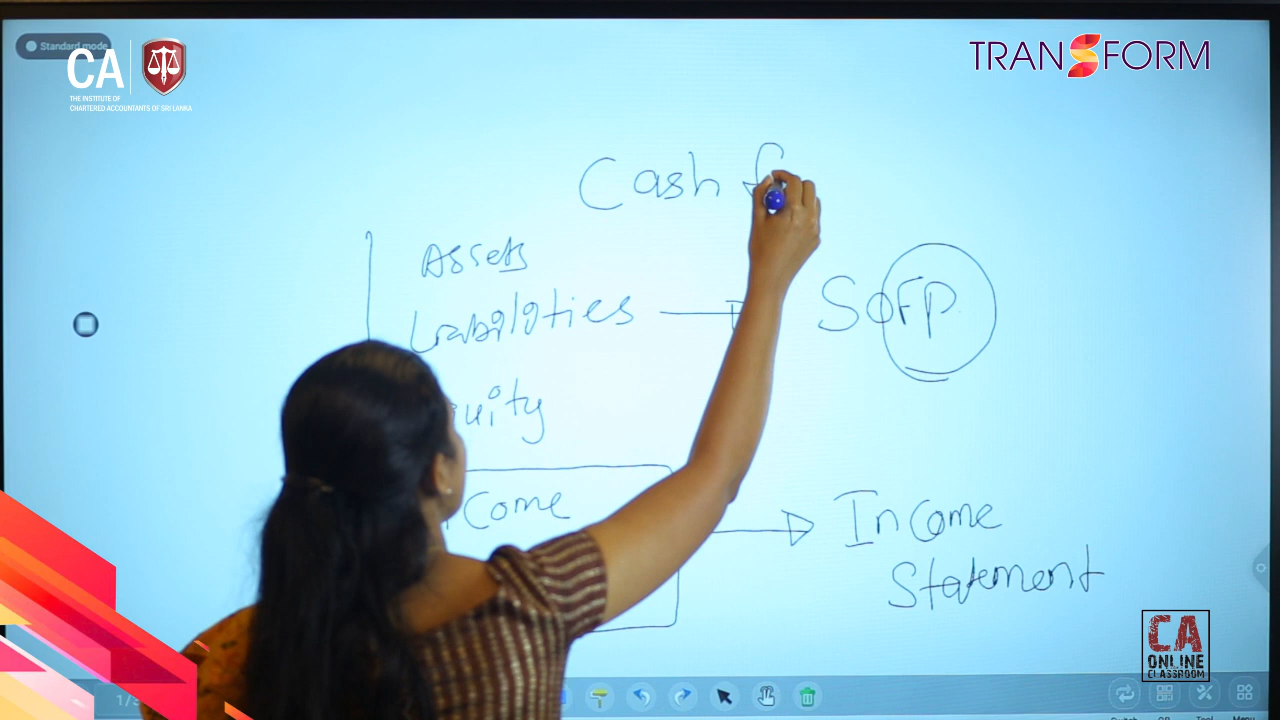 Standard mode
CA
THE INSTITUTE OF
CHARTERED ACCOUNTANTS OF SRI LANKA
TRANSFORM
Cash f
Assets
Liabilities
SOFP
uity
come
Income
Statement
CA
ONLINE
CLASSROOM